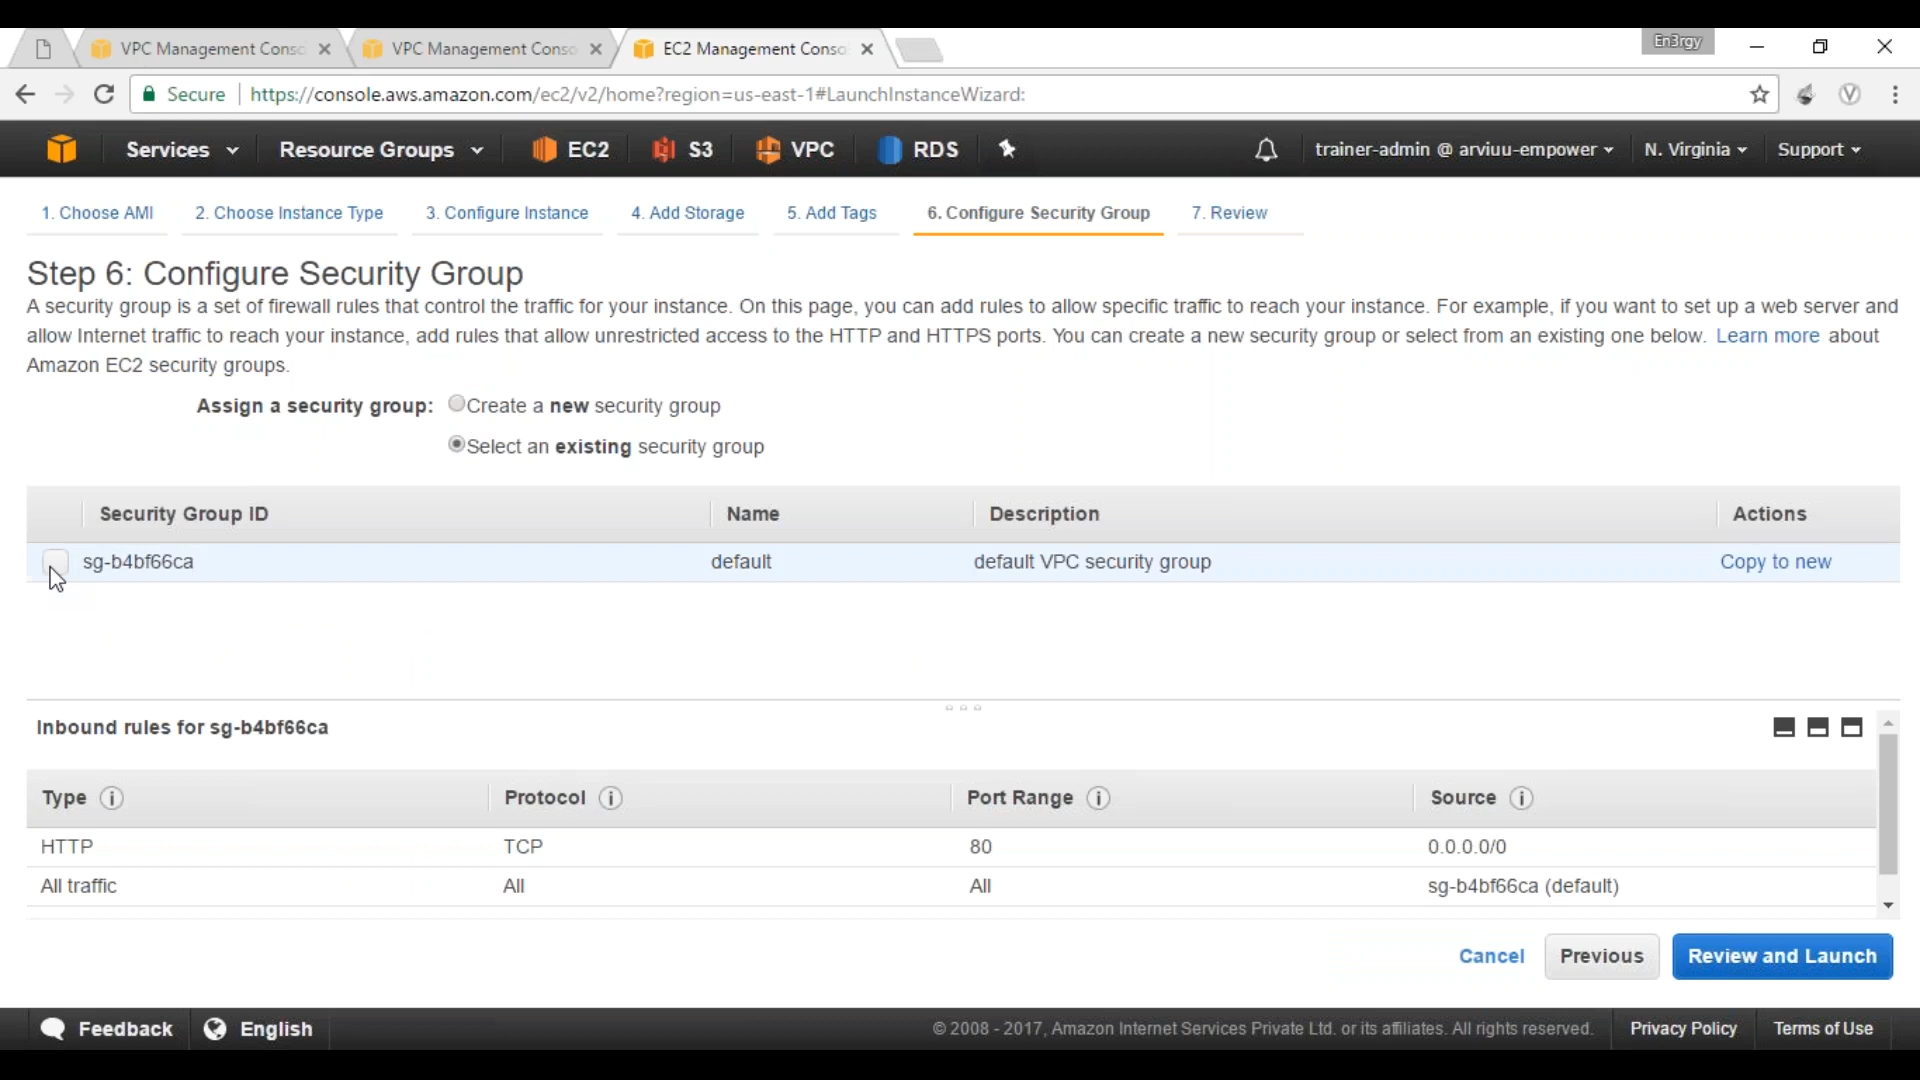 VPC Management Conso
VPC Management Conso
EC2 Management Conso
En3rgy
Secure
https://console.aws.amazon.com/ec2/v2/home?region=us-east-1#LaunchInstanceWizard:
Services
Resource Groups
EC2
S3
VPC
RDS
trainer-admin @ arviuu-empower
N. Virginia
Support
1. Choose AMI
2. Choose Instance Type
3. Configure Instance
4. Add Storage
5. Add Tags
6. Configure Security Group
7. Review
Step 6: Configure Security Group
A security group is a set of firewall rules that control the traffic for your instance. On this page, you can add rules to allow specific traffic to reach your instance. For example, if you want to set up a web server and
allow Internet traffic to reach your instance, add rules that allow unrestricted access to the HTTP and HTTPS ports. You can create a new security group or select from an existing one below. Learn more about
Amazon EC2 security groups.
Assign a security group: Create a new security group
Select an existing security group
Security Group ID Name Description Actions
sg-b4bf66ca default default VPC security group Copy to new
Inbound rules for sg-b4bf66ca
Type Protocol Port Range Source
HTTP TCP 80 0.0.0.0/0
All traffic All All sg-b4bf66ca (default)
Cancel Previous Review and Launch
Feedback English © 2008 - 2017, Amazon Internet Services Private Ltd. or its affiliates. All rights reserved. Privacy Policy Terms of Use